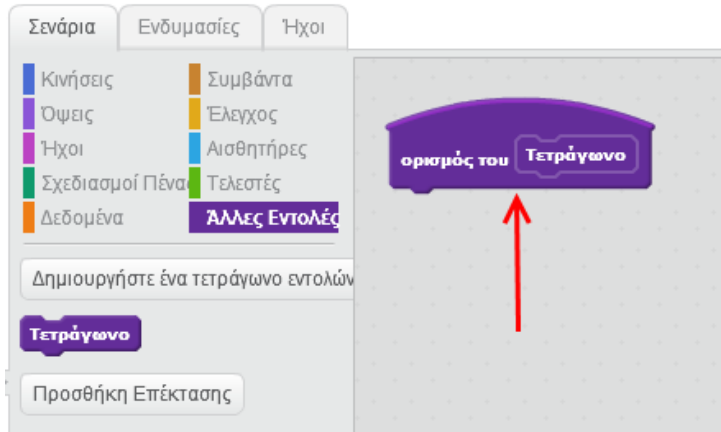 Σενάρια Ενδυμασίες Ήχοι
Κινήσεις Συμβάντα
Όψεις Έλεγχος
Ήχοι Αισθητήρες
Σχεδιασμοί Πένας Τελεστές
Δεδομένα Άλλες Εντολές
Δημιουργήστε ένα τετράγωνο εντολών
Τετράγωνο
Προσθήκη Επέκτασης
ορισμός του Τετράγωνο